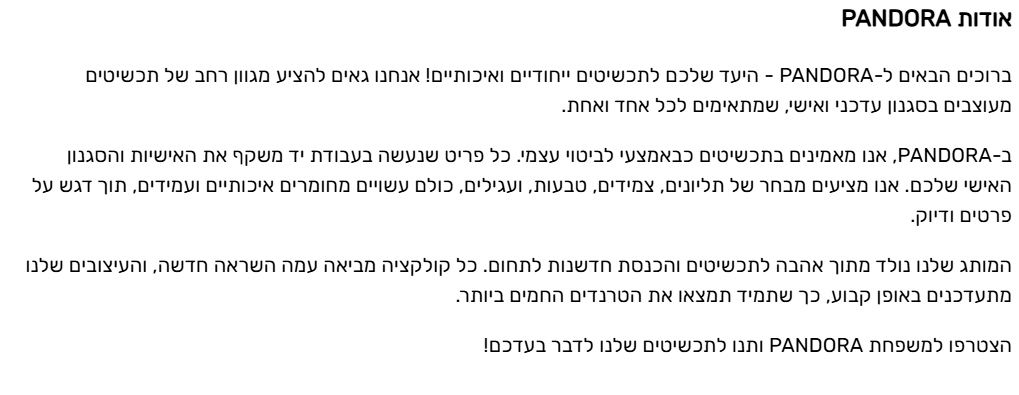 אודות PANDORA
ברוכים הבאים ל-PANDORA - היעד שלכם לתכשיטים ייחודיים ואיכותיים! אנחנו גאים להציע מגוון רחב של תכשיטים
מעוצבים בסגנון עדכני ואישי, שמתאימים לכל אחד ואחת.
ב-PANDORA, אנו מאמינים בתכשיטים כבאמצעי לביטוי עצמי. כל פריט שנעשה בעבודת יד משקף את האישיות והסגנון
האישי שלכם. אנו מציעים מבחר של תליונים, צמידים, טבעות, ועגילים, כולם עשויים מחומרים איכותיים ועמידים, תוך דגש על
פרטים ודיוק.
המותג שלנו נולד מתוך אהבה לתכשיטים והכנסת חדשנות לתחום. כל קולקציה מביאה עמה השראה חדשה, והעיצובים שלנו
מתעדכנים באופן קבוע, כך שתמיד תמצאו את הטרנדים החמים ביותר.
הצטרפו למשפחת PANDORA ותנו לתכשיטים שלנו לדבר בעדכם!